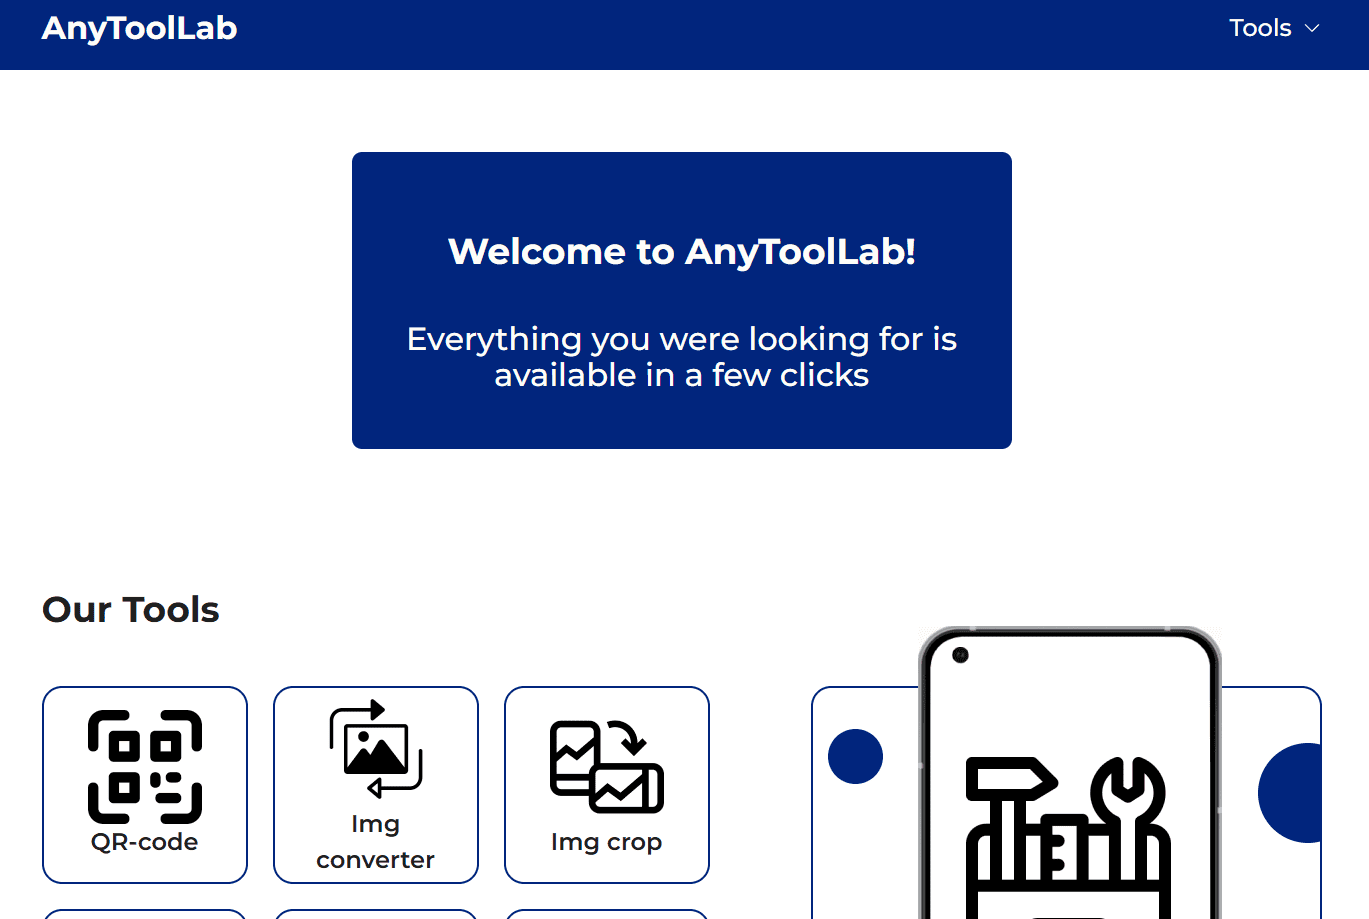 AnyToolLab
Tools
Welcome to AnyToolLab!
Everything you were looking for is
available in a few clicks
Our Tools
QR-code
Img
converter
Img crop